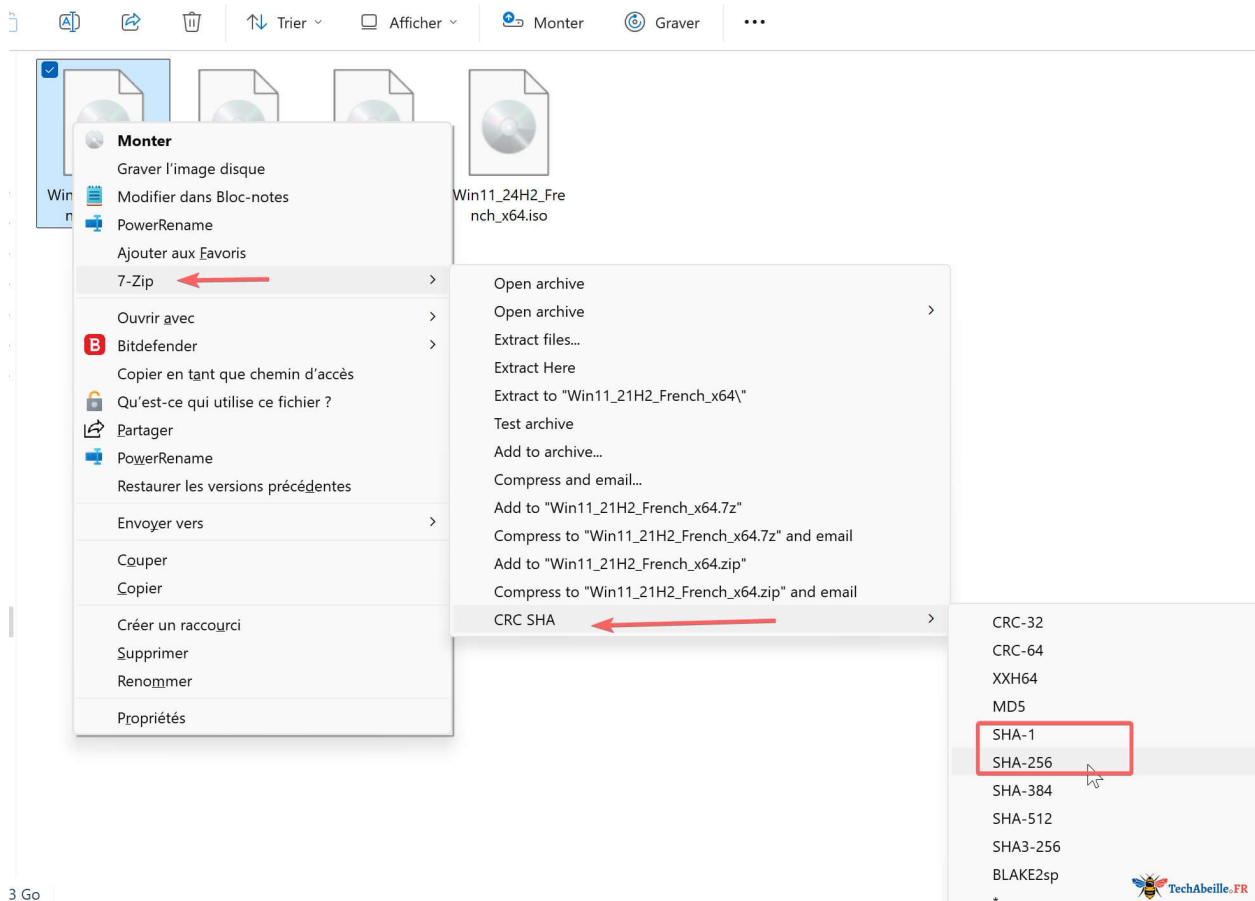 Trier
Afficher
Monter
Graver
•••
Win
n
Win11_24H2_Fre
nch_x64.iso
Monter
Graver l'image disque
Modifier dans Bloc-notes
PowerRename
Ajouter aux Favoris
7-Zip
Ouvrir avec
Bitdefender
Copier en tant que chemin d'accès
Qu'est-ce qui utilise ce fichier ?
Partager
PowerRename
Restaurer les versions précédentes
Envoyer vers
Couper
Copier
Créer un raccourci
Supprimer
Renommer
Propriétés
Open archive
Open archive
Extract files...
Extract Here
Extract to "Win11_21H2_French_x64\"
Test archive
Add to archive...
Compress and email...
Add to "Win11_21H2_French_x64.7z"
Compress to "Win11_21H2_French_x64.7z" and email
Add to "Win11_21H2_French_x64.zip"
Compress to "Win11_21H2_French_x64.zip" and email
CRC SHA
CRC-32
CRC-64
XXH64
MD5
SHA-1
SHA-256
SHA-384
SHA-512
SHA3-256
BLAKE2sp
*
3 Go
TechAbeille.FR